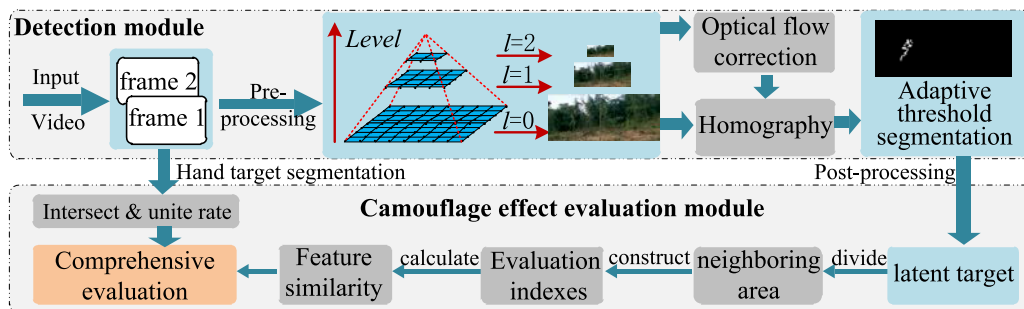 Detection module
Input
Video
frame 2
frame 1
Pre-
processing
Level
l=2
l=1
l=0
Optical flow
correction
Homography
Adaptive
threshold
segmentation
Hand target segmentation
Post-processing
Intersect & unite rate
Camouflage effect evaluation module
Comprehensive
evaluation
Feature
similarity
calculate
Evaluation
indexes
construct
neighboring
area
divide
latent target